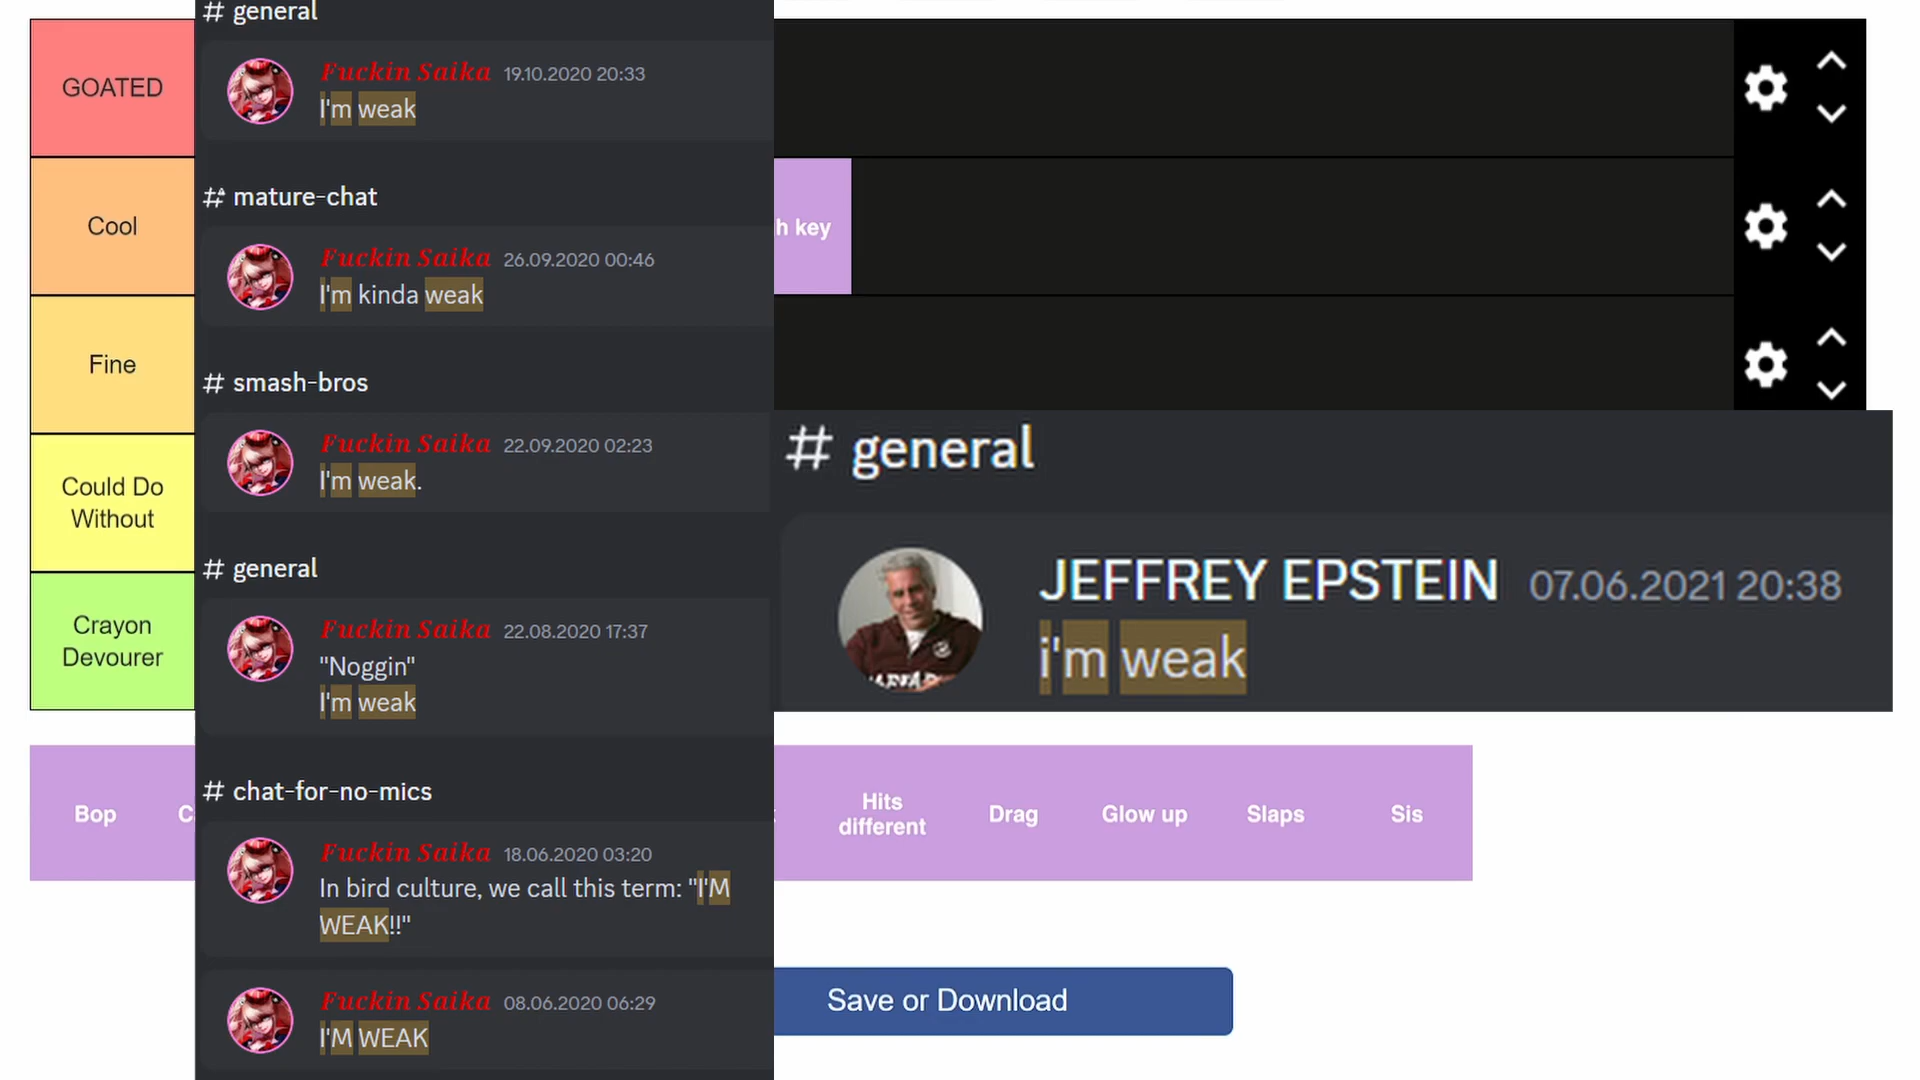 GOATED
Cool
Fine
Could Do
Without
Crayon
Devourer
# general
Fuckin Saika 19.10.2020 20:33
I'm weak
# mature-chat
Fuckin Saika 26.09.2020 00:46
I'm kinda weak
# smash-bros
Fuckin Saika 22.09.2020 02:23
I'm weak.
# general
Fuckin Saika 22.08.2020 17:37
"Noggin"
I'm weak
# chat-for-no-mics
Fuckin Saika 18.06.2020 03:20
In bird culture, we call this term: "I'M
WEAK!!"
Fuckin Saika 08.06.2020 06:29
I'M WEAK
h key
# general
JEFFREY EPSTEIN 07.06.2021 20:38
i'm weak
Bop
Hits
different
Drag
Glow up
Slaps
Sis
Save or Download